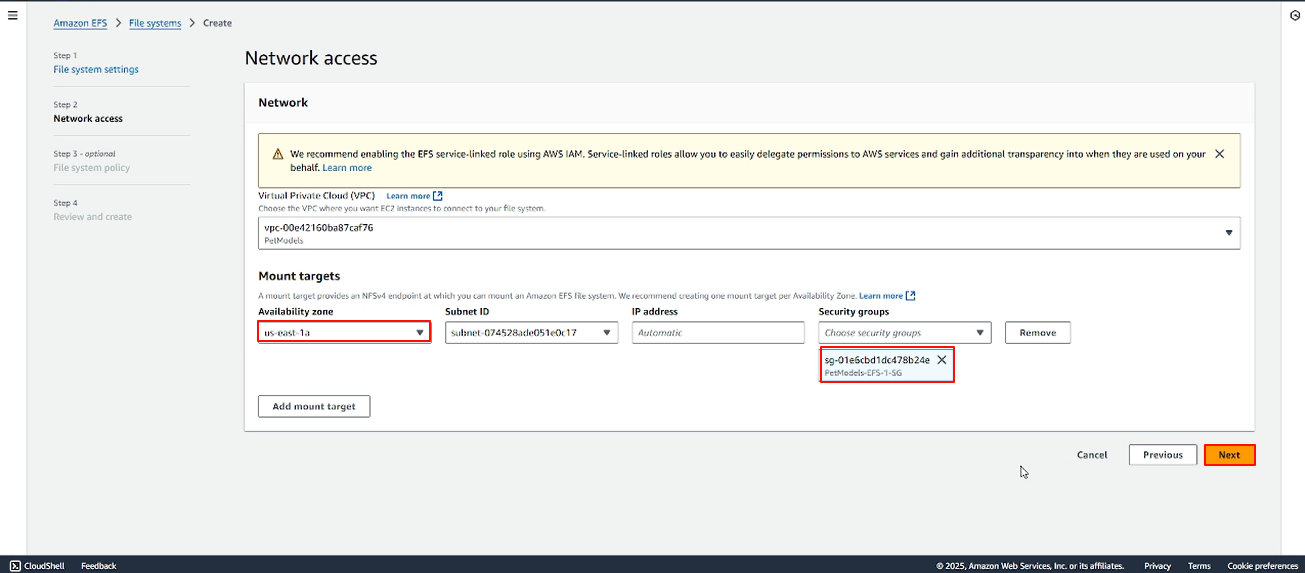 Amazon EFS > File systems > Create
Step 1
File system settings
Step 2
Network access
Step 3 - optional
File system policy
Step 4
Review and create
Network access
Network
We recommend enabling the EFS service-linked role using AWS IAM. Service-linked roles allow you to easily delegate permissions to AWS services and gain additional transparency into when they are used on your
behalf. Learn more
Virtual Private Cloud (VPC) Learn more
Choose the VPC where you want EC2 instances to connect to your file system.
vpc-00e42160ba87caf76
PetModels
Mount targets
A mount target provides an NFSv4 endpoint at which you can mount an Amazon EFS file system. We recommend creating one mount target per Availability Zone. Learn more
Availability zone Subnet ID IP address Security groups
us-east-1a subnet-074528ade051e0c17 Automatic Choose security groups Remove
sg-01e6cbd1dc478b24e
PetModels-EFS-1-SG
Add mount target
Cancel Previous Next
CloudShell Feedback © 2025, Amazon Web Services, Inc. or its affiliates. Privacy Terms Cookie preferences